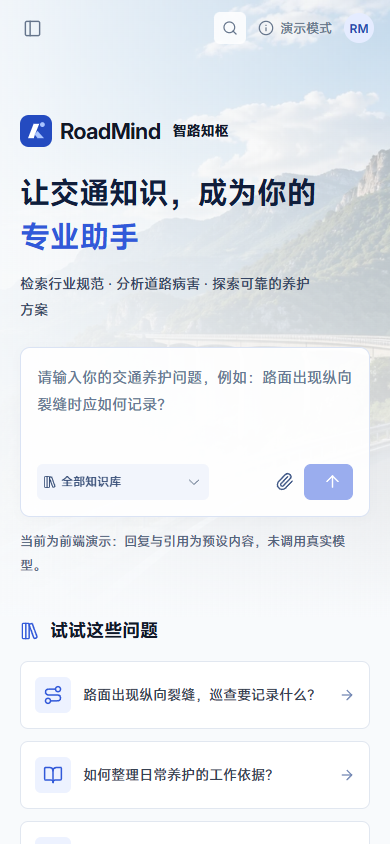 演示模式
RM
RoadMind 智路知枢
让交通知识，成为你的
专业助手
检索行业规范 · 分析道路病害 · 探索可靠的养护
方案
请输入你的交通养护问题，例如：路面出现纵向
裂缝时应如何记录？
全部知识库
当前为前端演示：回复与引用为预设内容，未调用真实模
型。
试试这些问题
路面出现纵向裂缝，巡查要记录什么？
如何整理日常养护的工作依据？